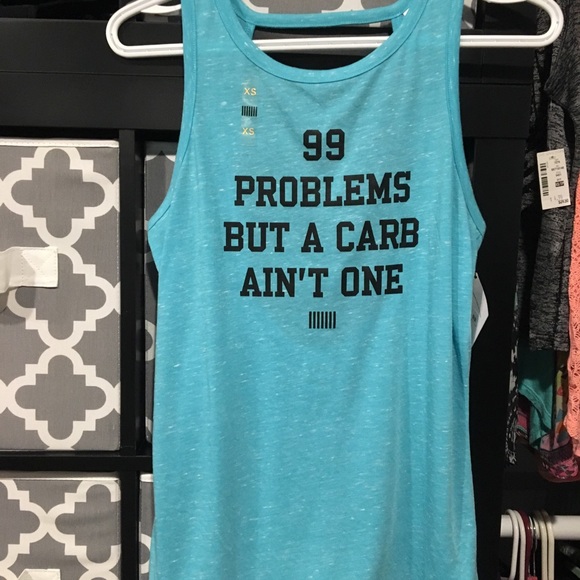 XS
XS
99
PROBLEMS
BUT A CARB
AIN'T ONE